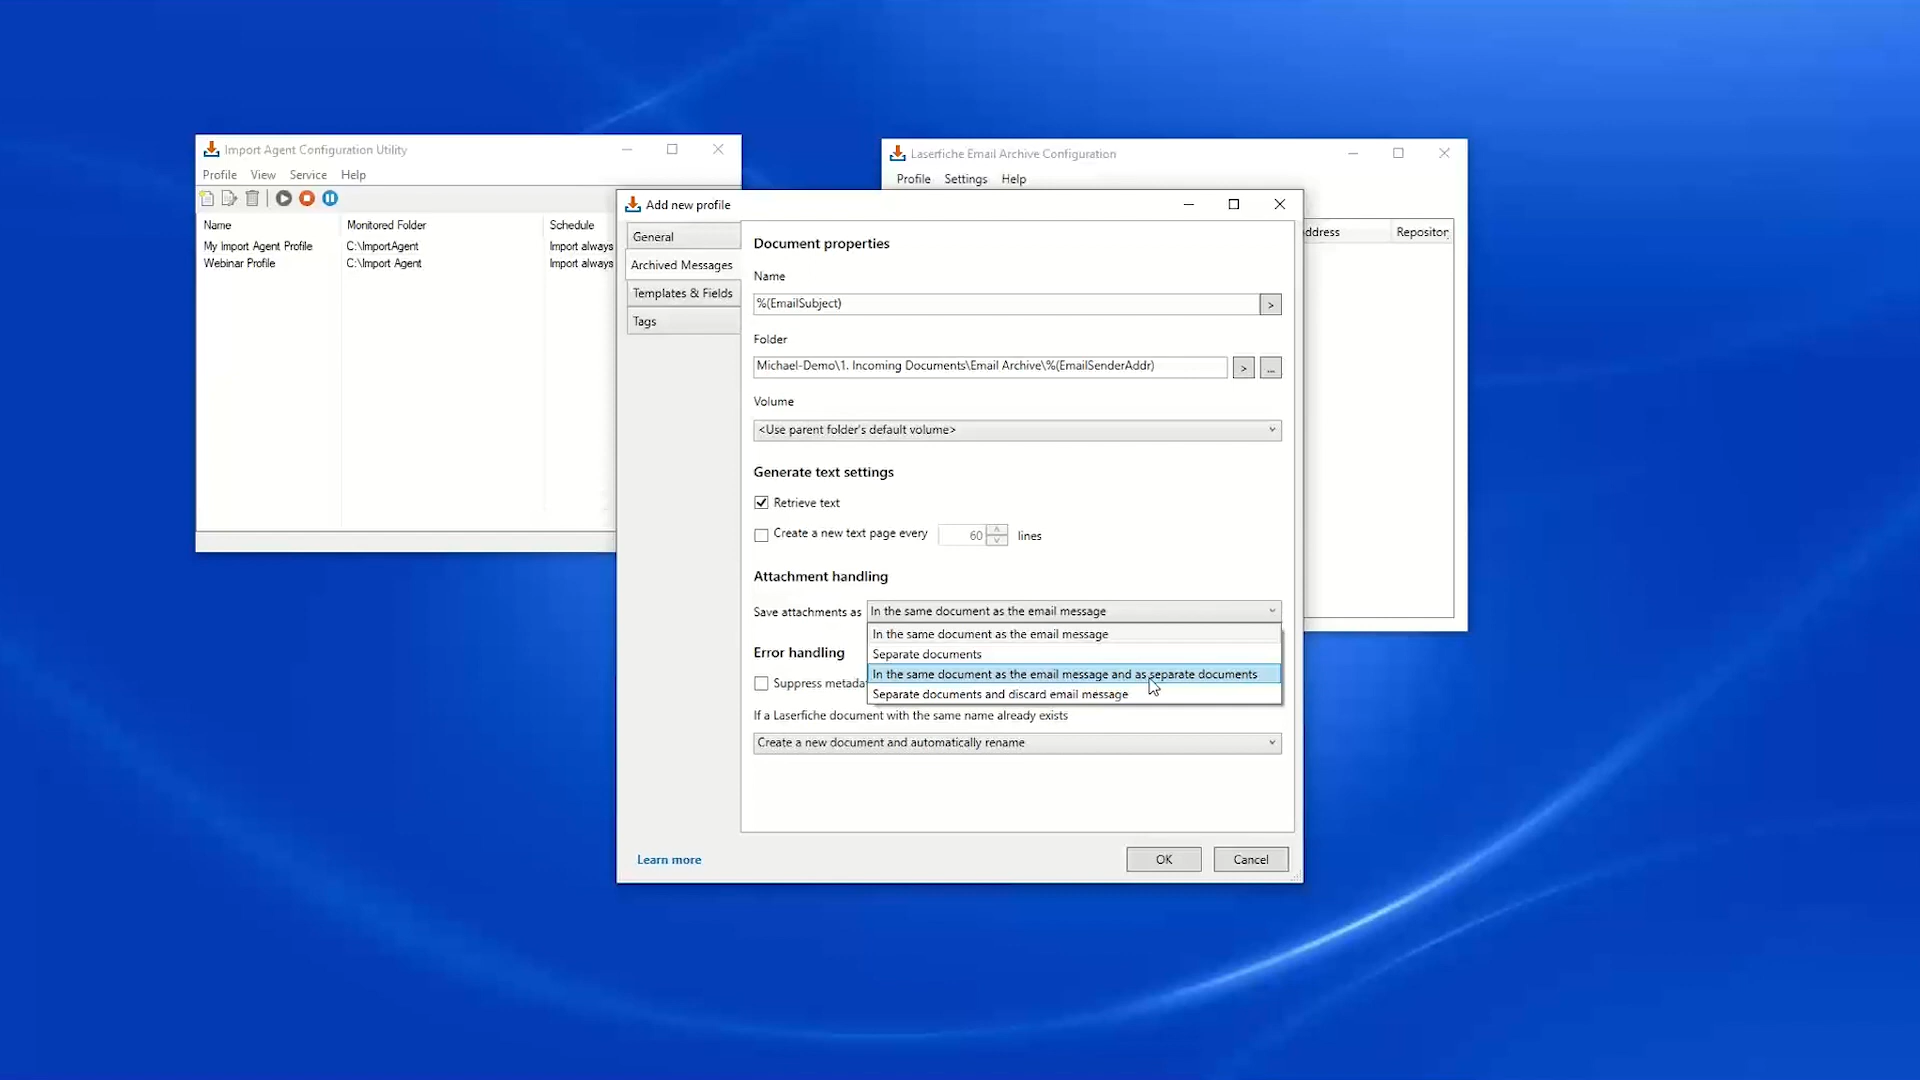 Import Agent Configuration Utility
Profile View Service Help
Name Monitored Folder Schedule
My Import Agent Profile C:\ImportAgent Import always
Webinar Profile C:\Import Agent Import always
Laserfiche Email Archive Configuration
Profile Settings Help
ddress Repositor
Add new profile
General
Archived Messages
Templates & Fields
Tags
Document properties
Name
%(EmailSubject)
>
Folder
Michael-Demo\1. Incoming Documents\Email Archive\%(EmailSenderAddr)
> ...
Volume
<Use parent folder's default volume>
Generate text settings
Retrieve text
Create a new text page every 60 lines
Attachment handling
Save attachments as In the same document as the email message
In the same document as the email message
Separate documents
In the same document as the email message and as separate documents
Separate documents and discard email message
Error handling
Suppress metada
If a Laserfiche document with the same name already exists
Create a new document and automatically rename
Learn more
OK Cancel